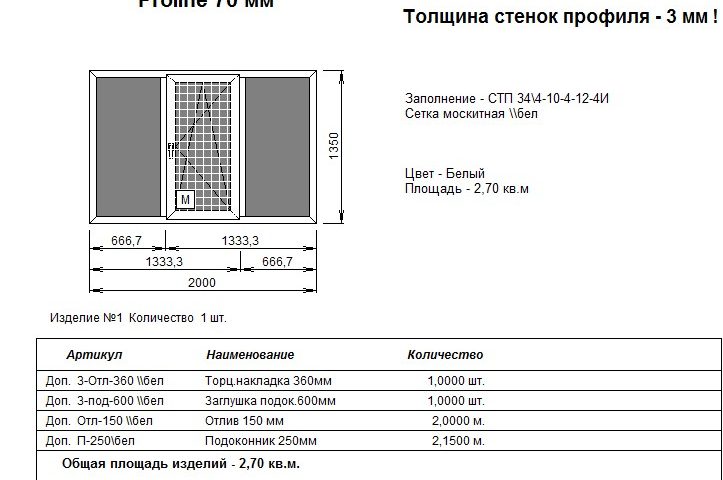 Proline 70 мм
Толщина стенок профиля - 3 мм !
Заполнение - СТП 34\4-10-4-12-4И
Сетка москитная \\бел
1350
Цвет - Белый
Площадь - 2,70 кв.м
М
666,7 1333,3
1333,3 666,7
2000
Изделие №1 Количество 1 шт.
Артикул Наименование Количество
Доп. З-Отл-360 \\бел Торц.накладка 360мм 1,0000 шт.
Доп. З-под-600 \\бел Заглушка подок.600мм 1,0000 шт.
Доп. Отл-150 \\бел Отлив 150 мм 2,0000 м.
Доп. П-250\бел Подоконник 250мм 2,1500 м.
Общая площадь изделий - 2,70 кв.м.